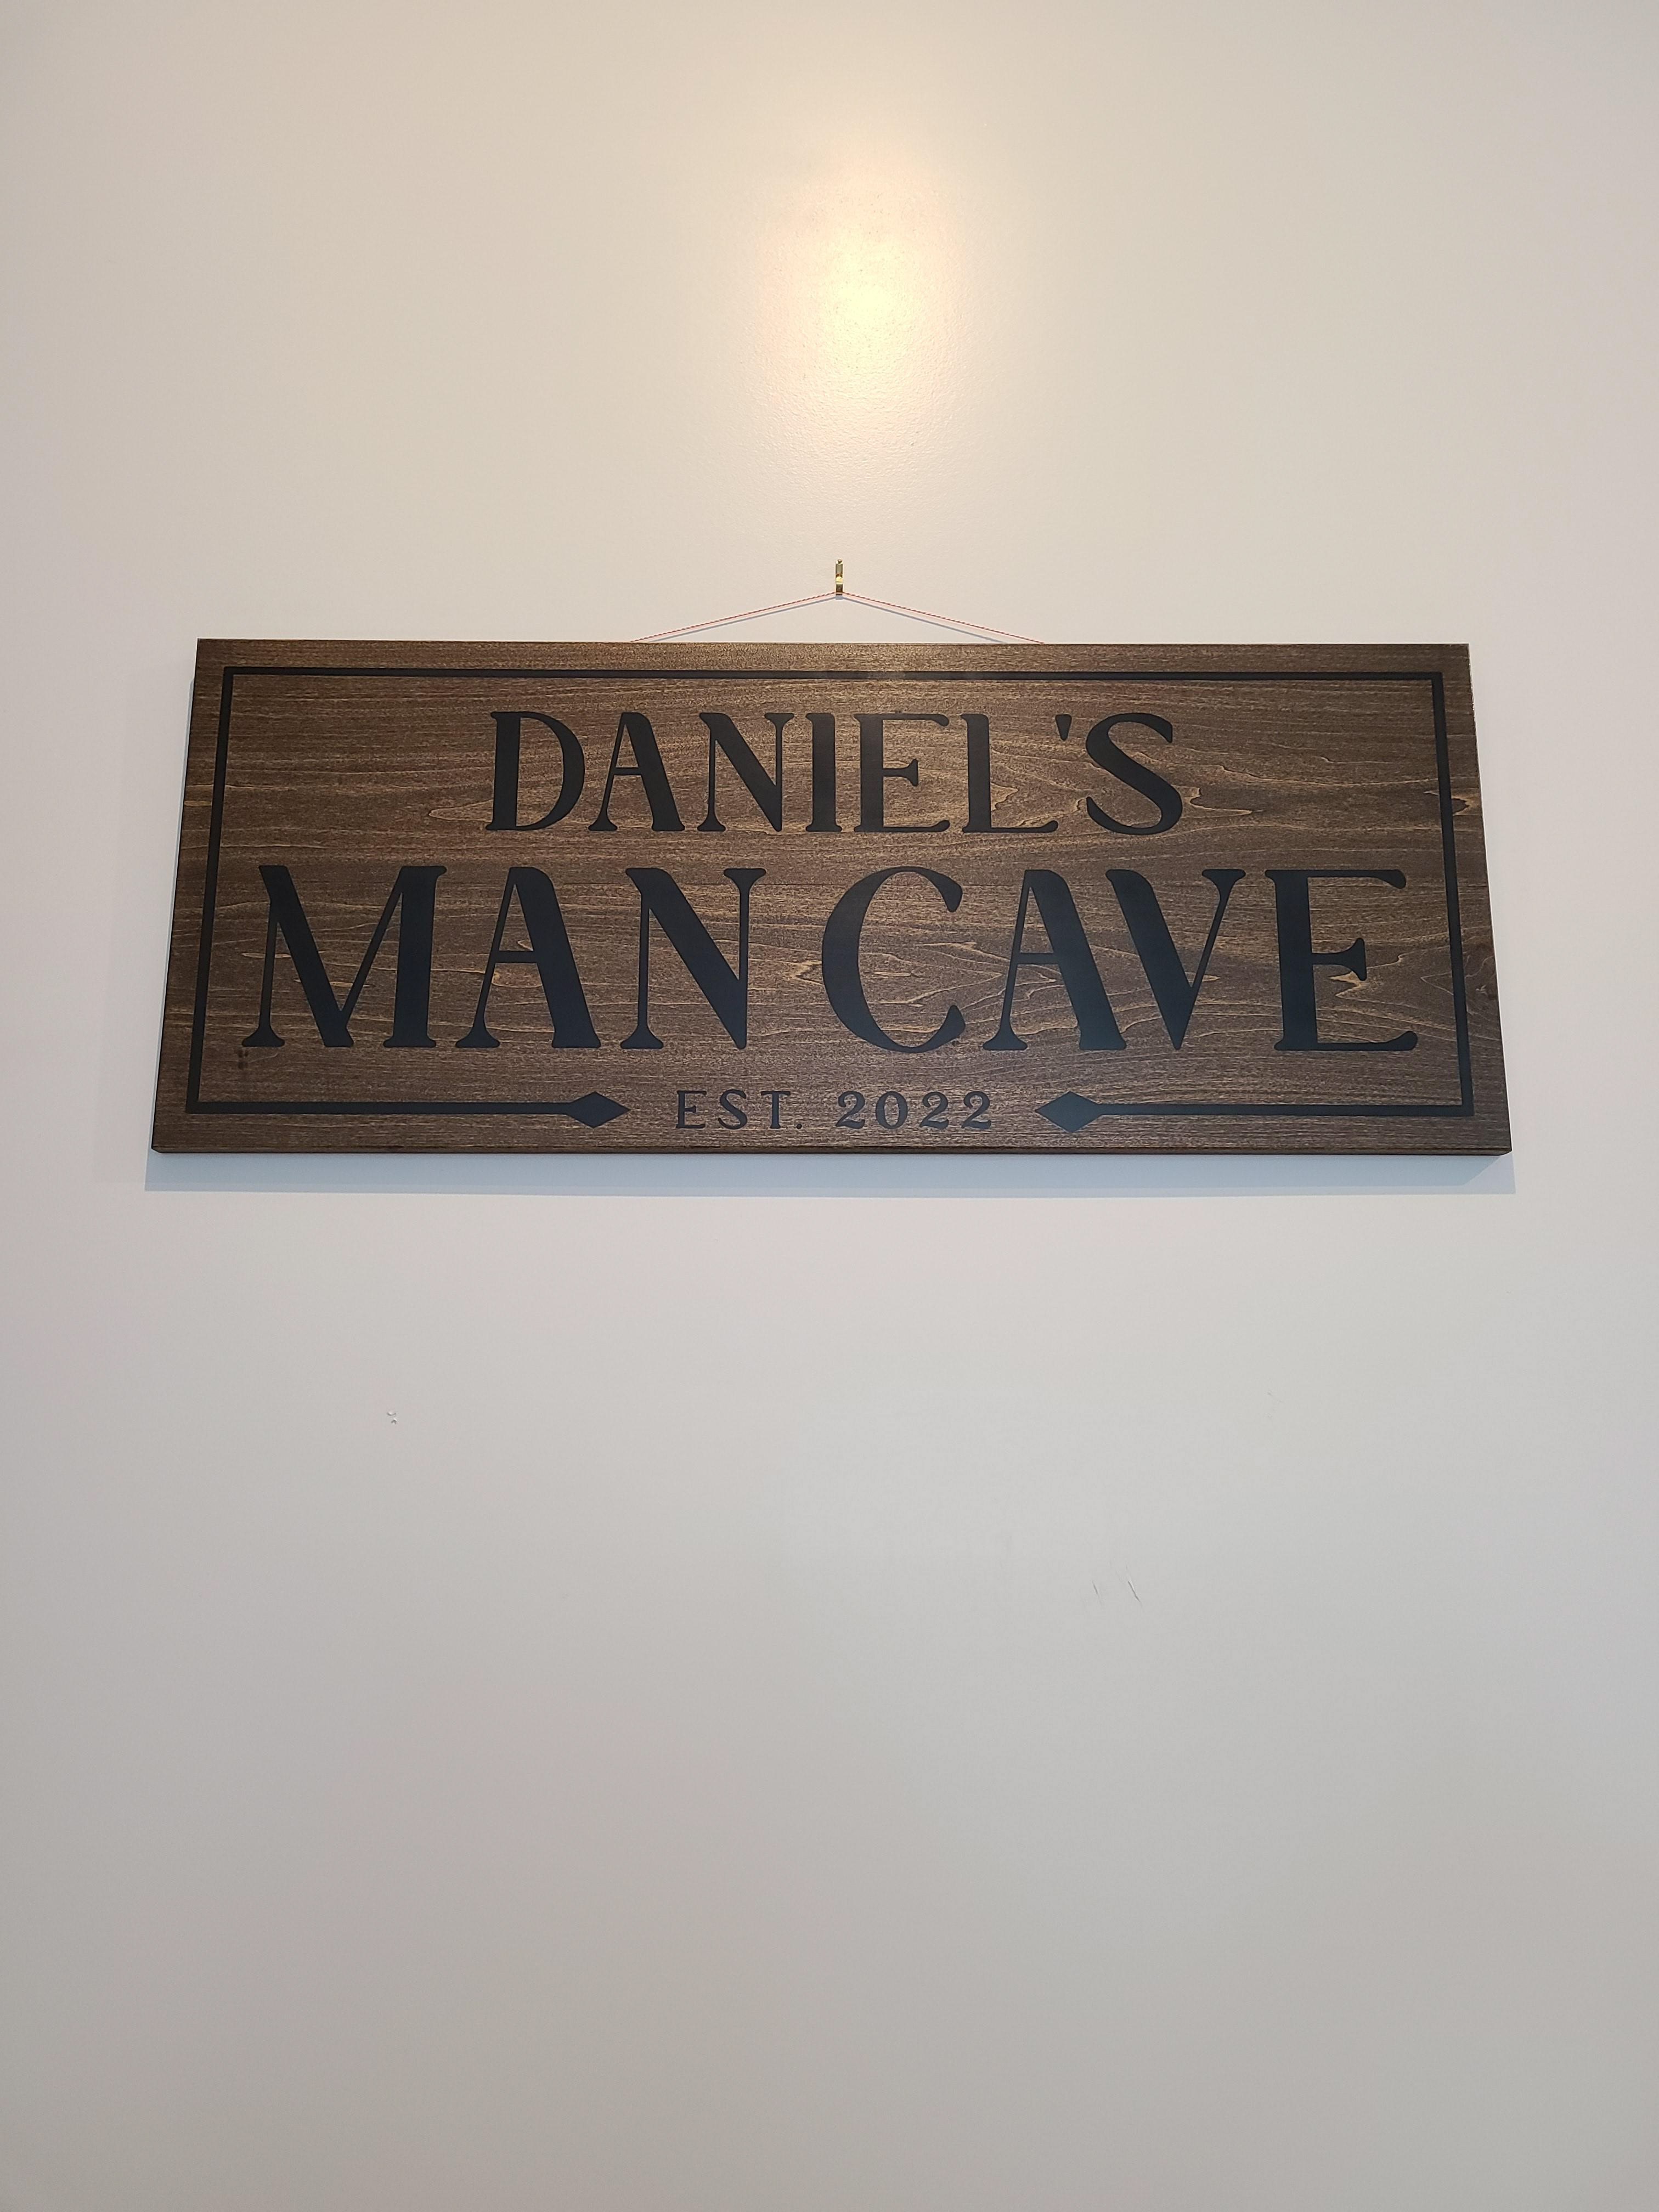 DANIEL'S
MAN CAVE
EST. 2022